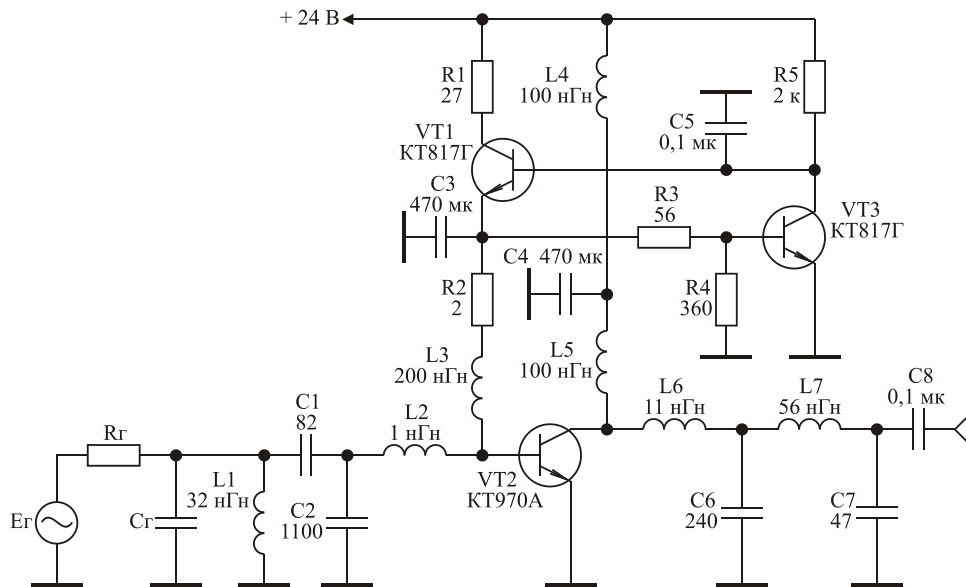 + 24 В
R1
27
L4
100 нГн
R5
2 к
C5
0,1 мк
VT1
КТ817Г
C3
470 мк
R3
56
VT3
КТ817Г
C4 470 мк
R2
2
R4
360
L3
200 нГн
L5
100 нГн
L6
11 нГн
L7
56 нГн
C8
0,1 мк
C1
82
L2
1 нГн
Rг
L1
32 нГн
VT2
КТ970А
Eг
Cг
C2
1100
C6
240
C7
47